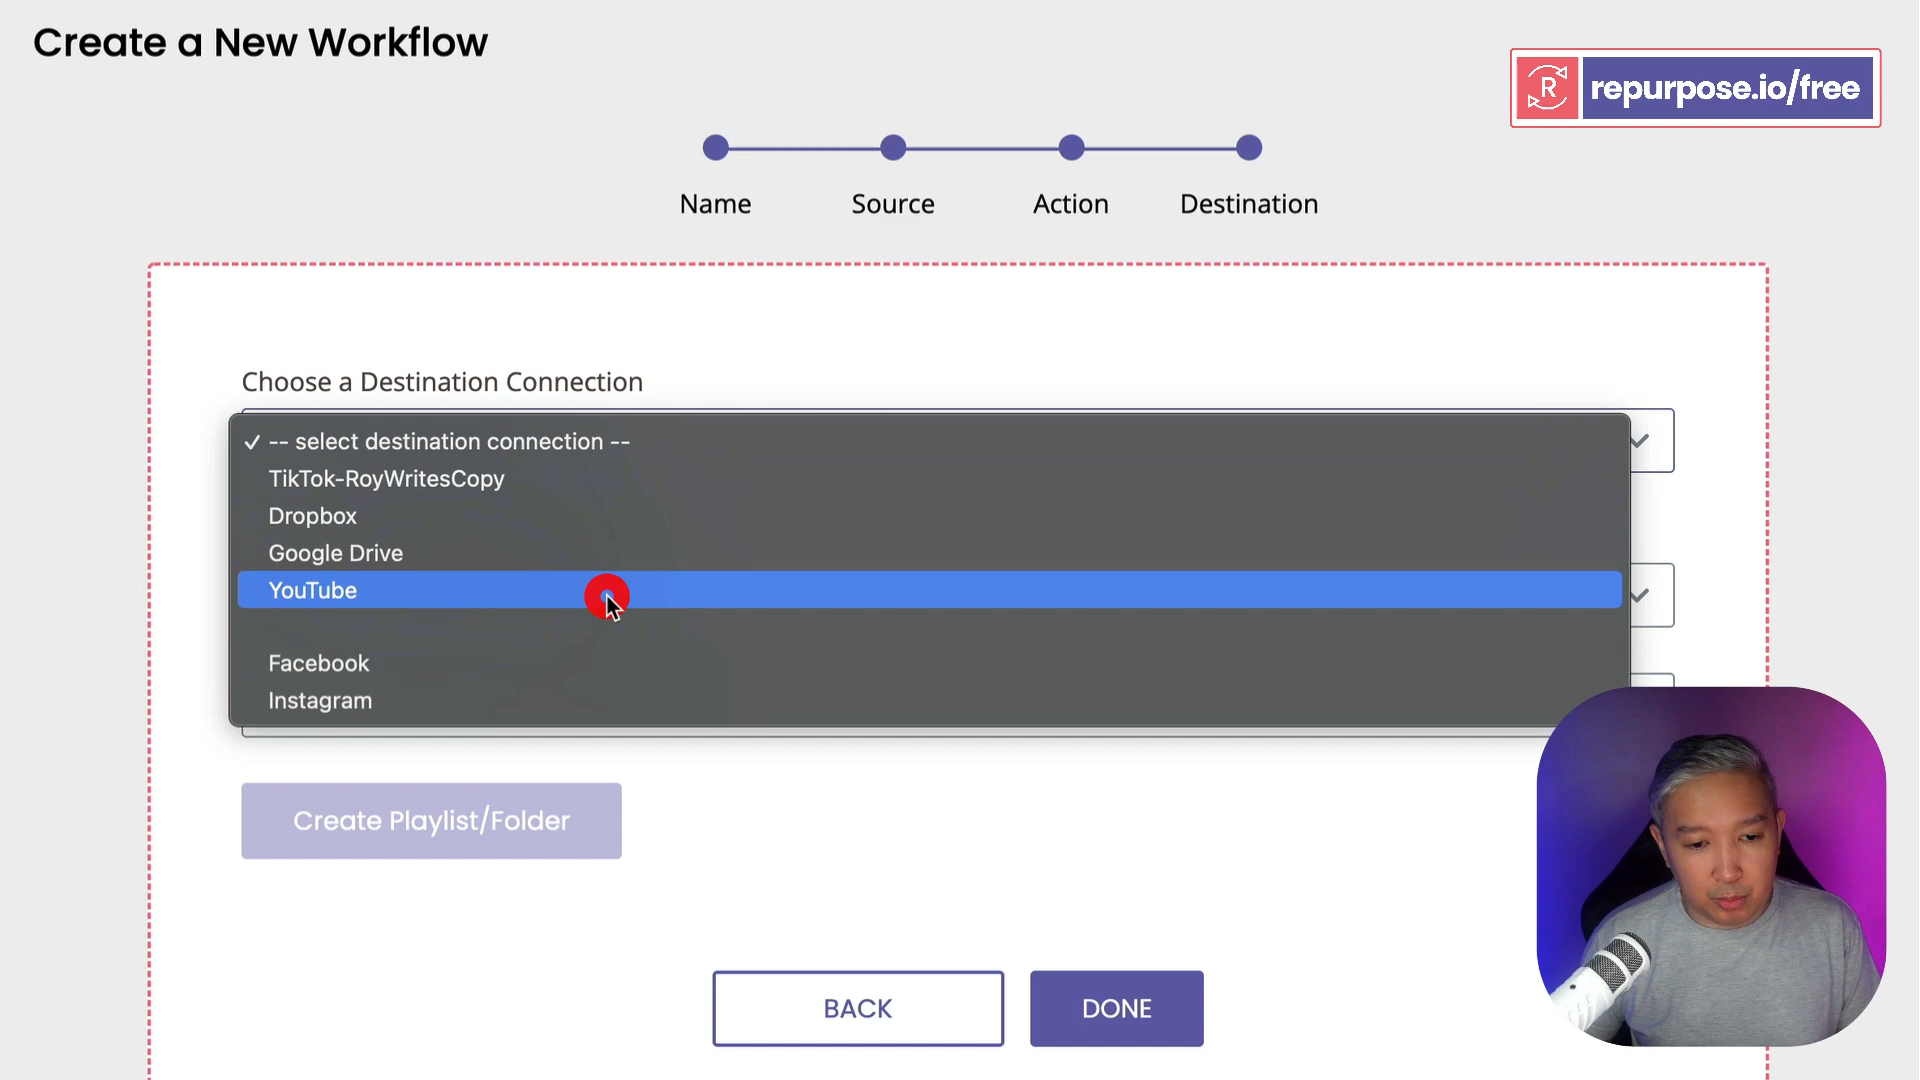 Create a New Workflow
R repurpose.io/free
Name Source Action Destination
Choose a Destination Connection
✓ -- select destination connection --
TikTok-RoyWritesCopy
Dropbox
Google Drive
YouTube
Facebook
Instagram
Create Playlist/Folder
BACK DONE